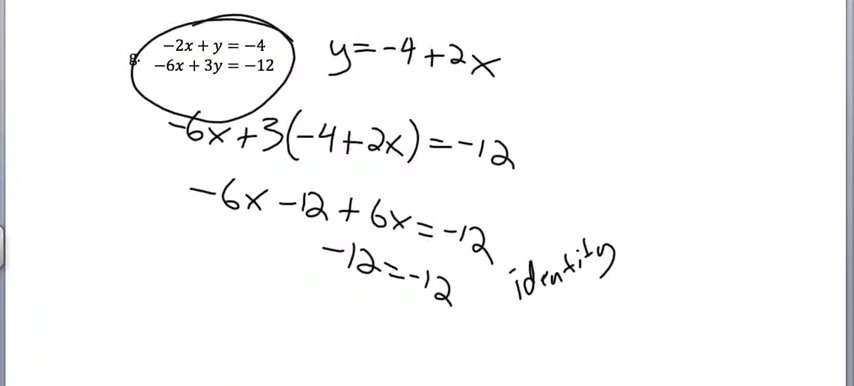 −2x + y = −4
g. −6x + 3y = −12
y=-4+2x
-6x+3(-4+2x)=-12
-6x-12+6x=-12
-12=-12 identity